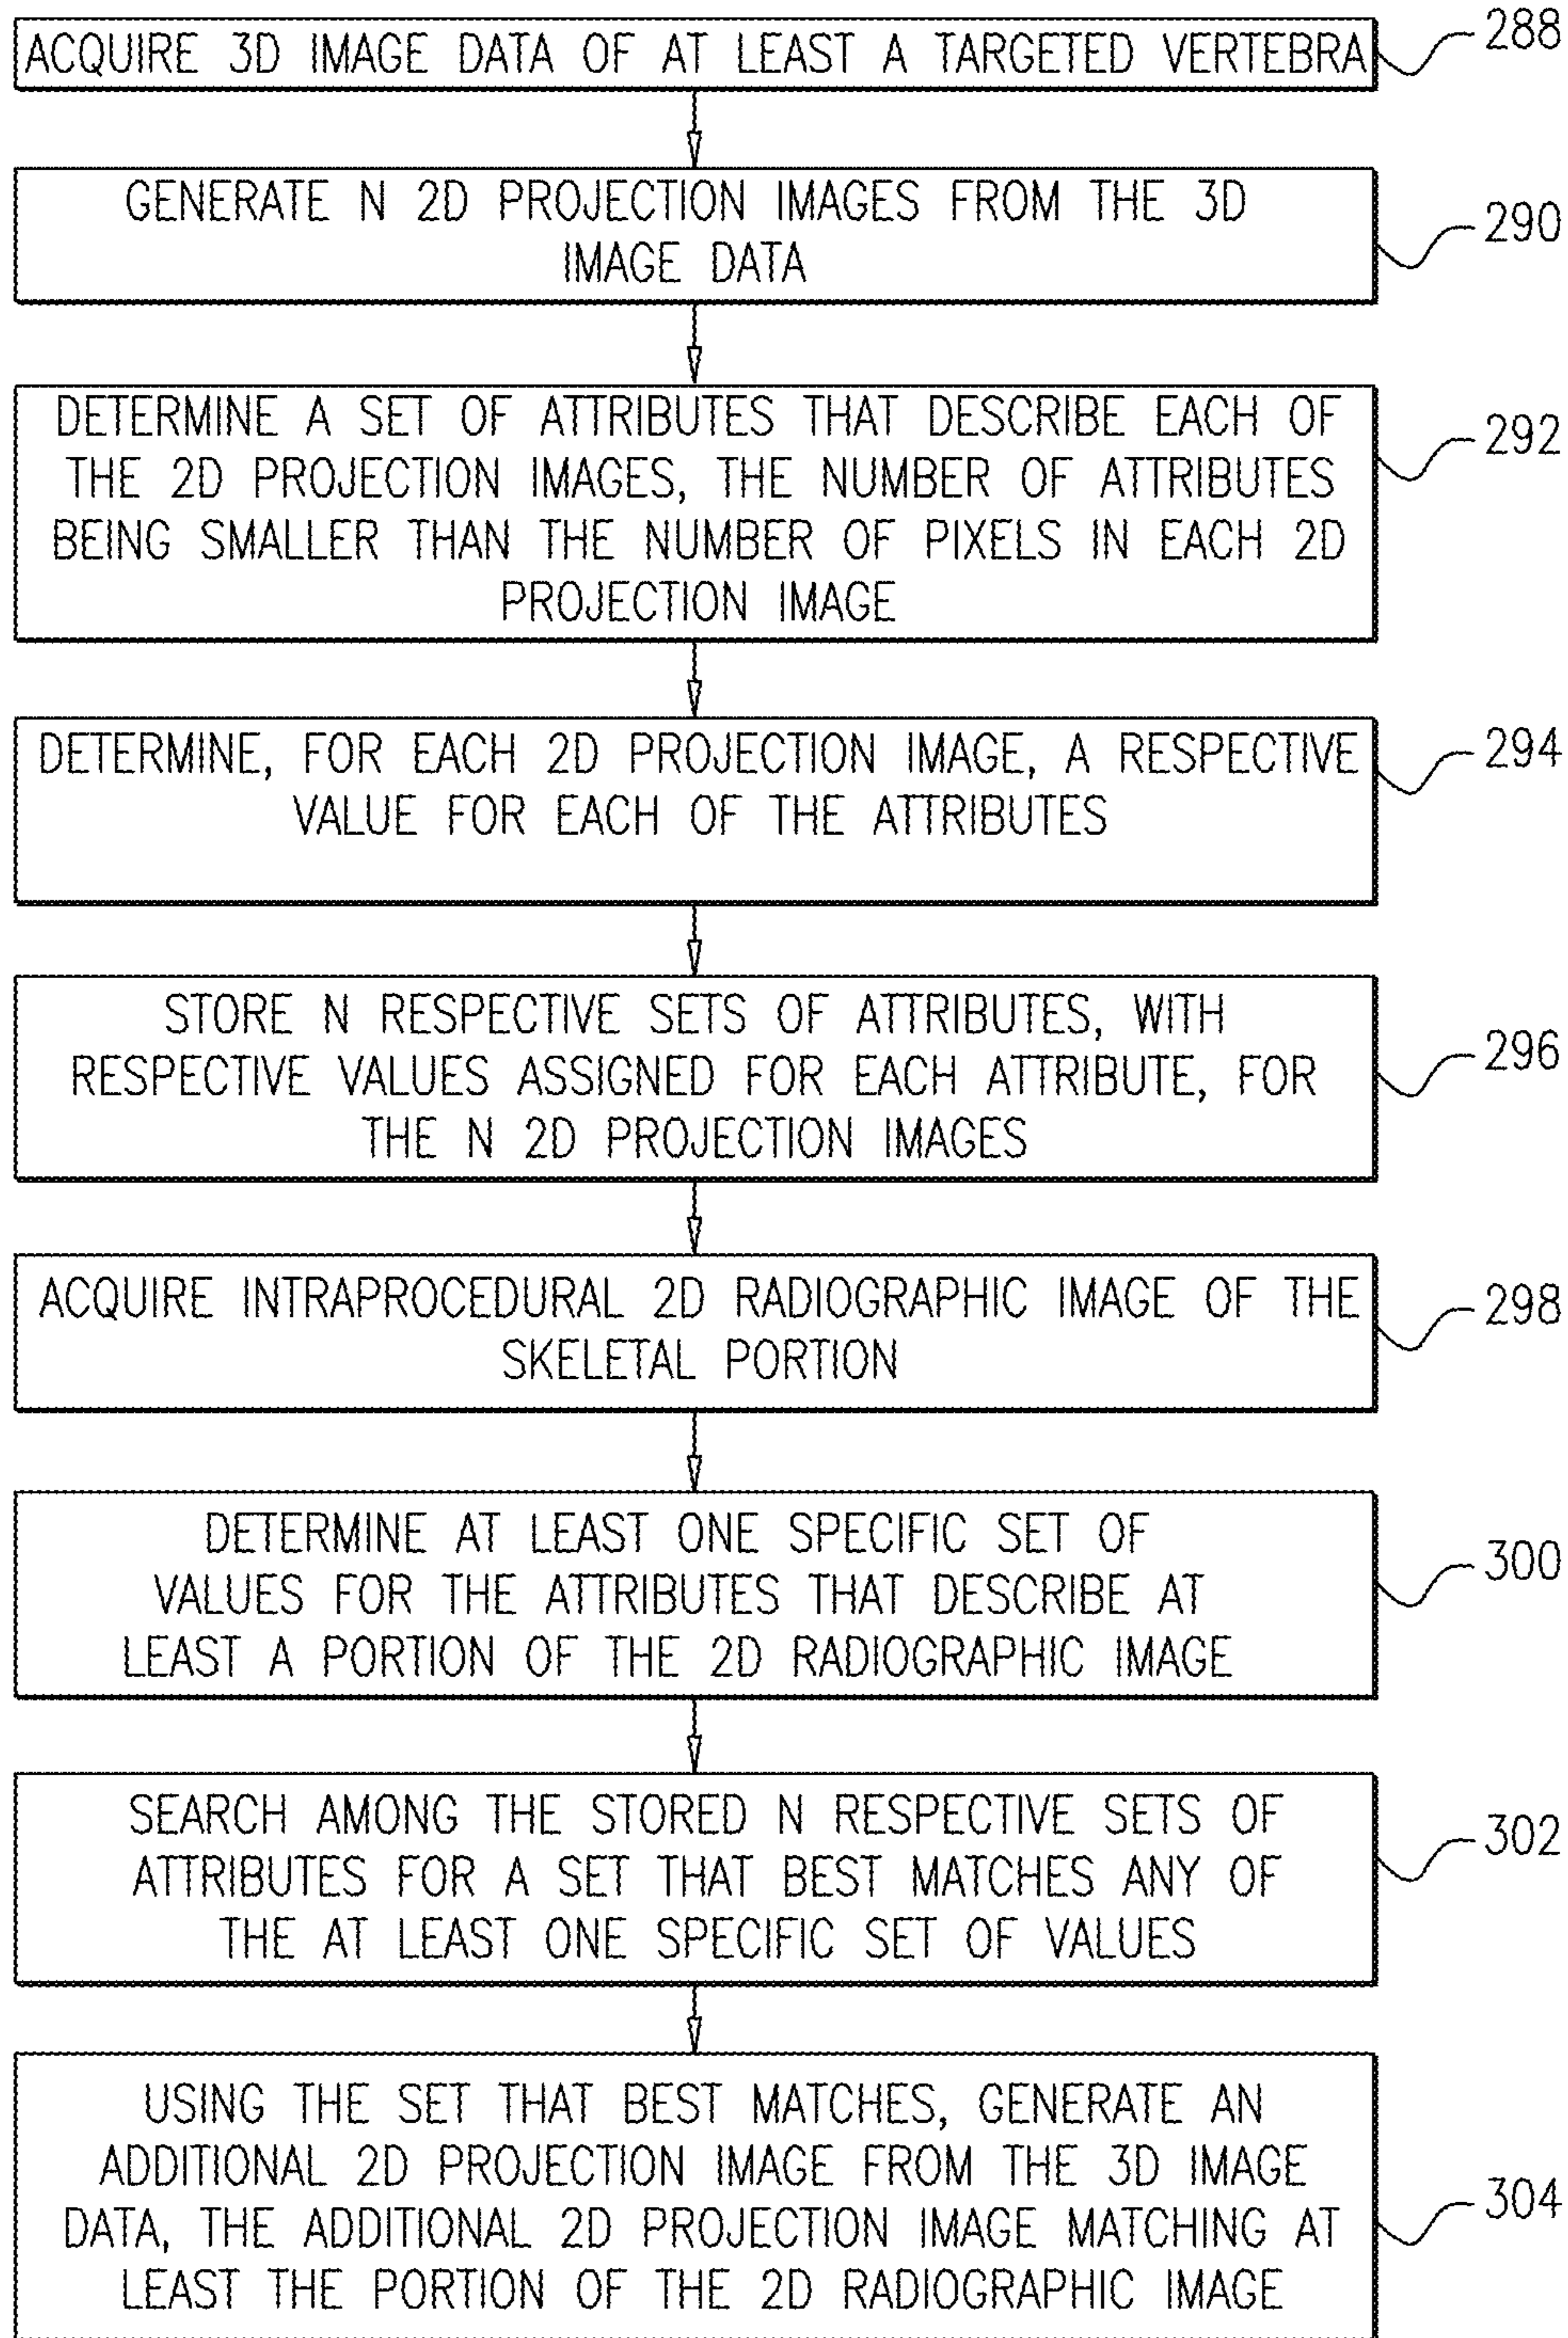 ACQUIRE 3D IMAGE DATA OF AT LEAST A TARGETED VERTEBRA
288
GENERATE N 2D PROJECTION IMAGES FROM THE 3D
IMAGE DATA
290
DETERMINE A SET OF ATTRIBUTES THAT DESCRIBE EACH OF
THE 2D PROJECTION IMAGES, THE NUMBER OF ATTRIBUTES
BEING SMALLER THAN THE NUMBER OF PIXELS IN EACH 2D
PROJECTION IMAGE
292
DETERMINE, FOR EACH 2D PROJECTION IMAGE, A RESPECTIVE
VALUE FOR EACH OF THE ATTRIBUTES
294
STORE N RESPECTIVE SETS OF ATTRIBUTES, WITH
RESPECTIVE VALUES ASSIGNED FOR EACH ATTRIBUTE, FOR
THE N 2D PROJECTION IMAGES
296
ACQUIRE INTRAPROCEDURAL 2D RADIOGRAPHIC IMAGE OF THE
SKELETAL PORTION
298
DETERMINE AT LEAST ONE SPECIFIC SET OF
VALUES FOR THE ATTRIBUTES THAT DESCRIBE AT
LEAST A PORTION OF THE 2D RADIOGRAPHIC IMAGE
300
SEARCH AMONG THE STORED N RESPECTIVE SETS OF
ATTRIBUTES FOR A SET THAT BEST MATCHES ANY OF
THE AT LEAST ONE SPECIFIC SET OF VALUES
302
USING THE SET THAT BEST MATCHES, GENERATE AN
ADDITIONAL 2D PROJECTION IMAGE FROM THE 3D IMAGE
DATA, THE ADDITIONAL 2D PROJECTION IMAGE MATCHING AT
LEAST THE PORTION OF THE 2D RADIOGRAPHIC IMAGE
304